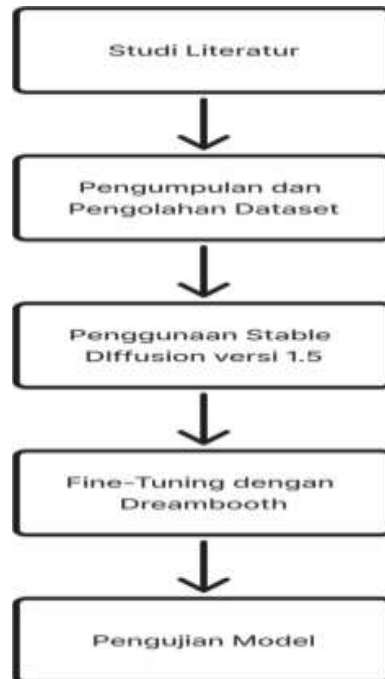 Studi Literatur
Pengumpulan dan
Pengolahan Dataset
Penggunaan Stable
DIffusion versi 1.5
Fine-Tuning dengan
Dreambooth
Pengujian Model